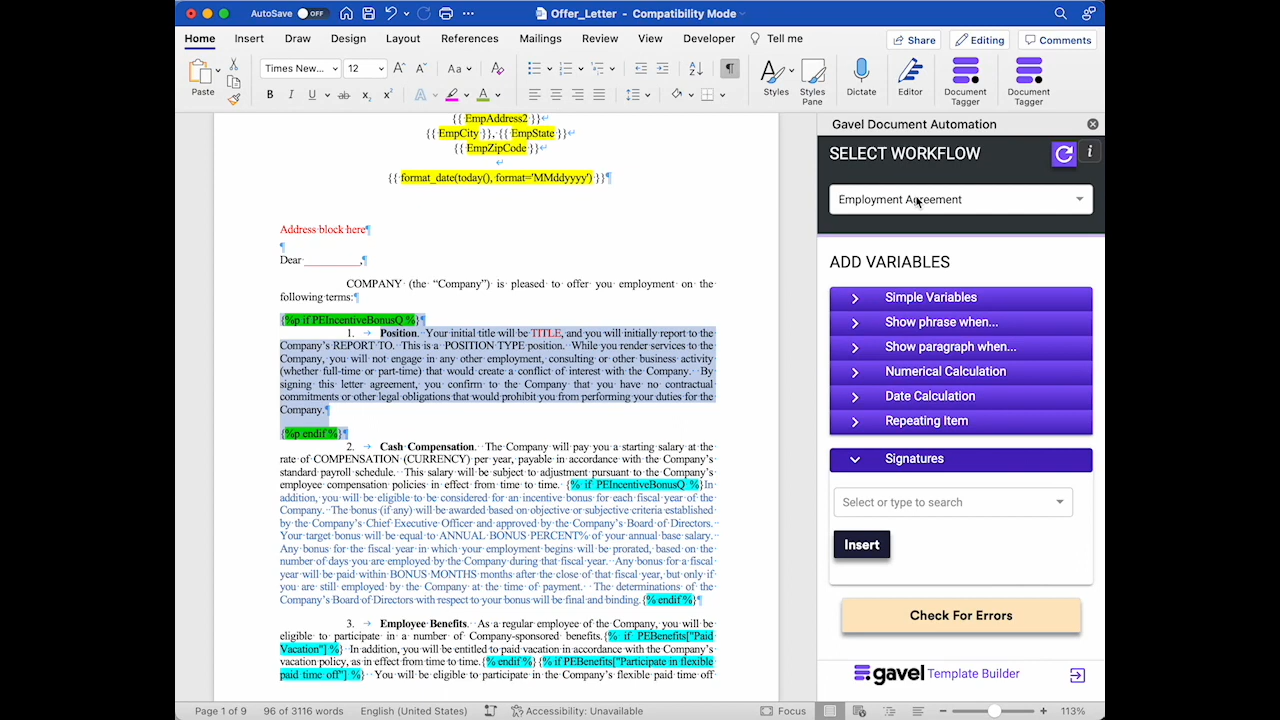 AutoSave OFF
Offer_Letter - Compatibility Mode
Home Insert Draw Design Layout References Mailings Review View Developer Tell me
Share Editing Comments
Paste
Times New... 12
Aa
B I U ab x₂ x²
Styles
Styles Pane
Dictate
Editor
Document Tagger
Document Tagger
{{ EmpAddress2 }}
{{ EmpCity }}, {{ EmpState }}
{{ EmpZipCode }}
{{ format_date(today(), format='MMddyyyy') }}
Address block here
Dear __________,
COMPANY (the “Company”) is pleased to offer you employment on the
following terms:
{%p if PEIncentiveBonusQ %}
1. Position. Your initial title will be TITLE, and you will initially report to the
Company’s REPORT TO. This is a POSITION TYPE position. While you render services to the
Company, you will not engage in any other employment, consulting or other business activity
(whether full-time or part-time) that would create a conflict of interest with the Company. By
signing this letter agreement, you confirm to the Company that you have no contractual
commitments or other legal obligations that would prohibit you from performing your duties for the
Company.
{%p endif %}
2. Cash Compensation. The Company will pay you a starting salary at the
rate of COMPENSATION (CURRENCY) per year, payable in accordance with the Company’s
standard payroll schedule. This salary will be subject to adjustment pursuant to the Company’s
employee compensation policies in effect from time to time. {% if PEIncentiveBonusQ %}In
addition, you will be eligible to be considered for an incentive bonus for each fiscal year of the
Company. The bonus (if any) will be awarded based on objective or subjective criteria established
by the Company’s Chief Executive Officer and approved by the Company’s Board of Directors.
Your target bonus will be equal to ANNUAL BONUS PERCENT% of your annual base salary.
Any bonus for the fiscal year in which your employment begins will be prorated, based on the
number of days you are employed by the Company during that fiscal year. Any bonus for a fiscal
year will be paid within BONUS MONTHS months after the close of that fiscal year, but only if
you are still employed by the Company at the time of payment. The determinations of the
Company’s Board of Directors with respect to your bonus will be final and binding.{% endif %}
3. Employee Benefits. As a regular employee of the Company, you will be
eligible to participate in a number of Company-sponsored benefits.{% if PEBenefits["Paid
Vacation"] %} In addition, you will be entitled to paid vacation in accordance with the Company’s
vacation policy, as in effect from time to time.{% endif %}{% if PEBenefits["Participate in flexible
paid time off"] %} You will be eligible to participate in the Company’s flexible paid time off
Gavel Document Automation
SELECT WORKFLOW
i
Employment Agreement
ADD VARIABLES
Simple Variables
Show phrase when...
Show paragraph when...
Numerical Calculation
Date Calculation
Repeating Item
Signatures
Select or type to search
Insert
Check For Errors
gavel Template Builder
Page 1 of 9 96 of 3116 words English (United States) Accessibility: Unavailable Focus 113%